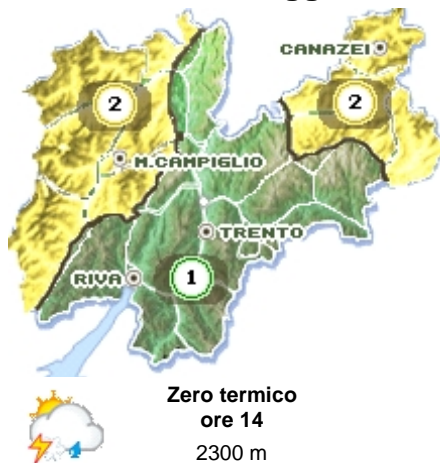 CANAZEI
2
2
M.CAMPIGLIO
TRENTO
RIVA
1
Zero termico
ore 14
2300 m